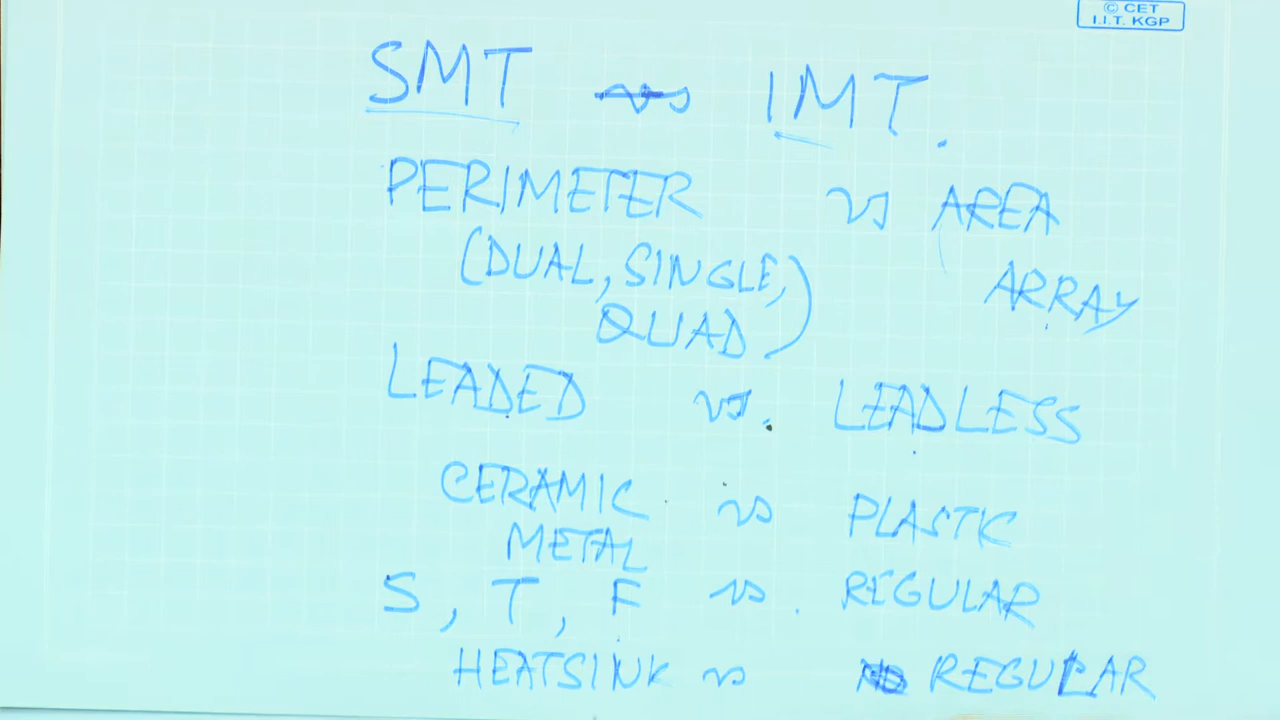 © CET
I.I.T. KGP
SMT vs IMT.
PERIMETER vs AREA
(DUAL, SINGLE, ARRAY
QUAD)
LEADED vs. LEADLESS
CERAMIC vs PLASTIC
METAL
S, T, F vs. REGULAR
HEATSINK vs REGULAR